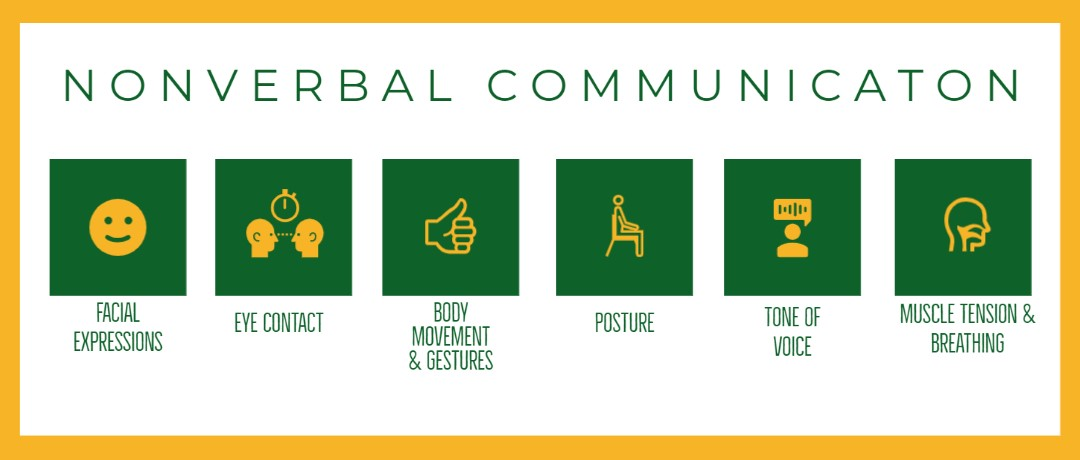 NONVERBAL COMMUNICATON
FACIAL
EXPRESSIONS
EYE CONTACT
BODY
MOVEMENT
& GESTURES
POSTURE
TONE OF
VOICE
MUSCLE TENSION &
BREATHING